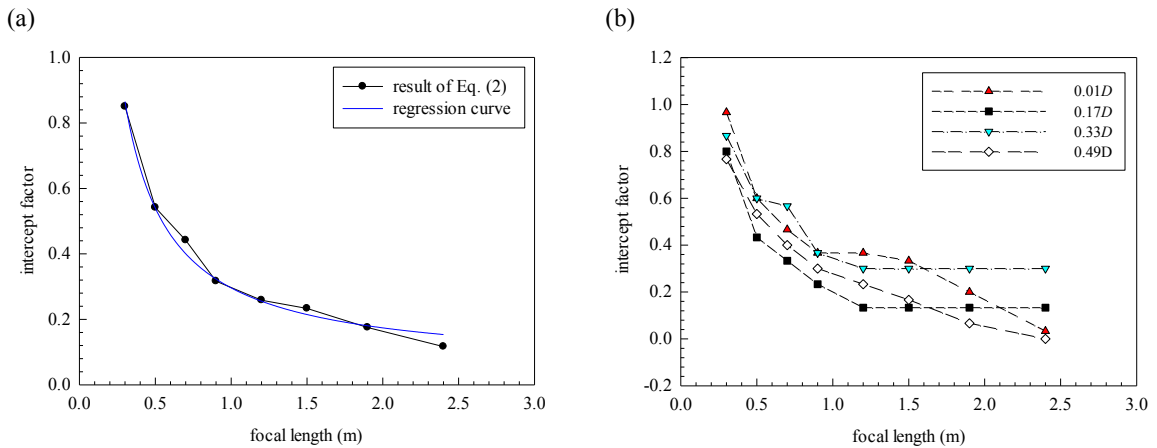 (a)
1.0
0.8
0.6
0.4
0.2
0.0
intercept factor
0.0 0.5 1.0 1.5 2.0 2.5 3.0
focal length (m)
result of Eq. (2)
regression curve
(b)
1.2
1.0
0.8
0.6
0.4
0.2
0.0
-0.2
intercept factor
0.0 0.5 1.0 1.5 2.0 2.5 3.0
focal length (m)
0.01D
0.17D
0.33D
0.49D